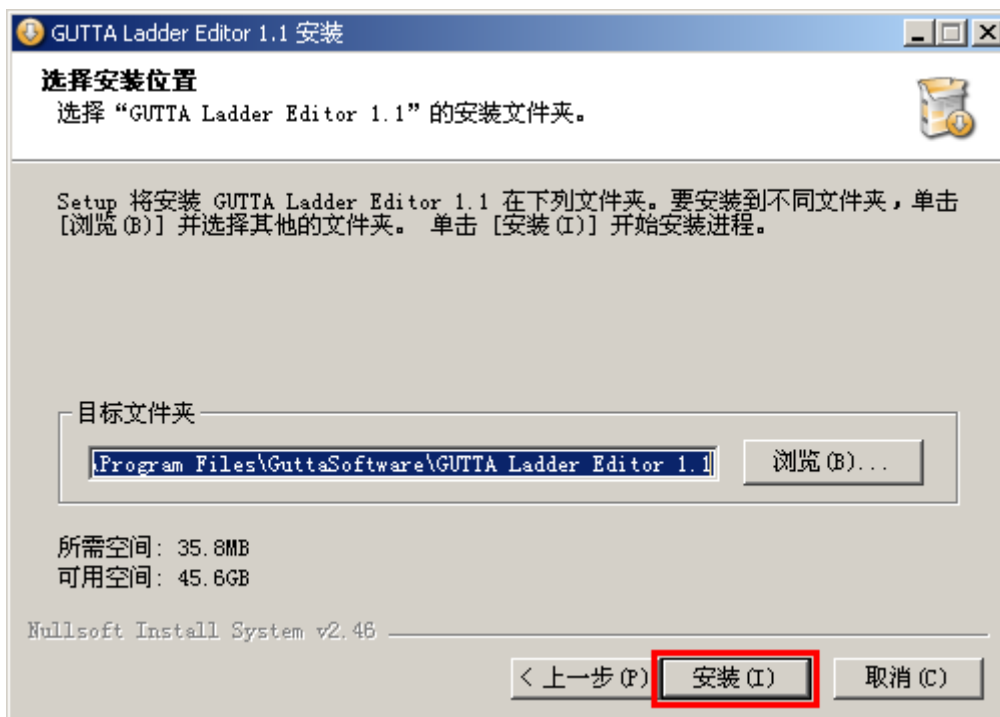 GUTTA Ladder Editor 1.1 安装
选择安装位置
选择“GUTTA Ladder Editor 1.1”的安装文件夹。
Setup 将安装 GUTTA Ladder Editor 1.1 在下列文件夹。要安装到不同文件夹，单击
[浏览(B)] 并选择其他的文件夹。 单击 [安装(I)] 开始安装进程。
目标文件夹
\Program Files\GuttaSoftware\GUTTA Ladder Editor 1.1
浏览(B)...
所需空间: 35.8MB
可用空间: 45.6GB
Nullsoft Install System v2.46
< 上一步(P) 安装(I) 取消(C)